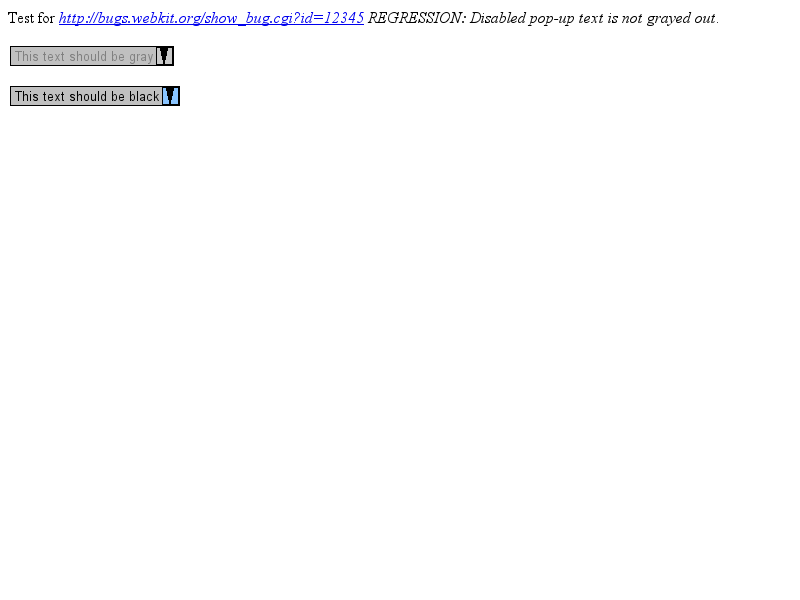 Test for http://bugs.webkit.org/show_bug.cgi?id=12345 REGRESSION: Disabled pop-up text is not grayed out.
This text should be gray
This text should be black